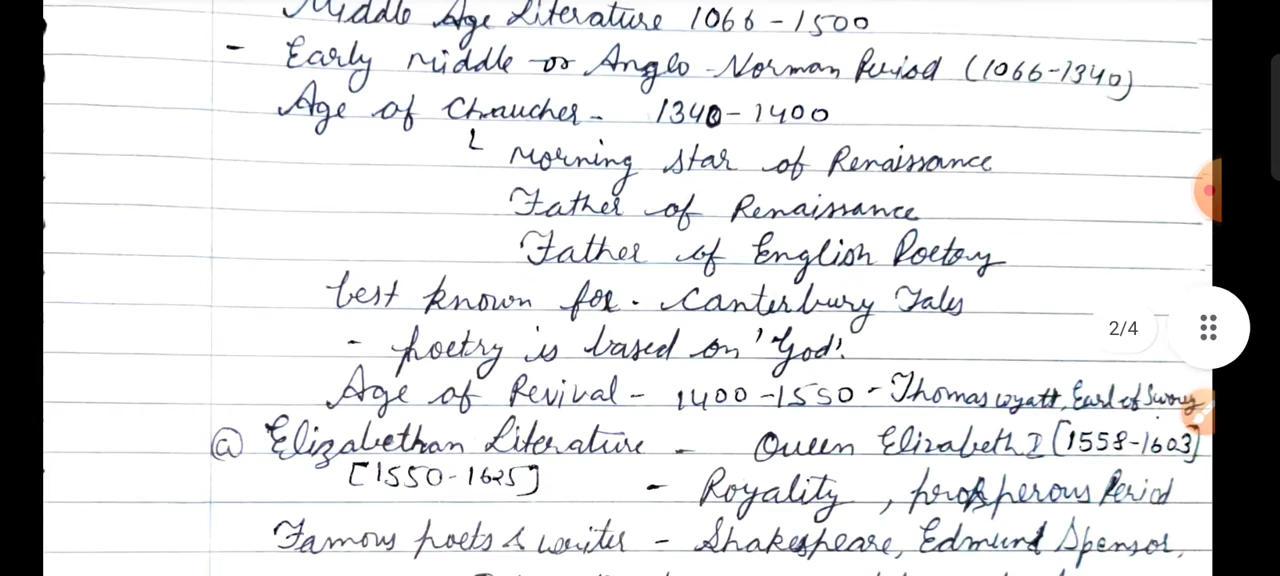 Middle Age Literature 1066-1500
- Early middle or Anglo-Norman Period (1066-1340)
Age of Chaucher - 1340-1400
Morning star of Renaissance
Father of Renaissance
Father of English Poetry
best known for. Canterbury Tales
- poetry is based on 'God'.
Age of Revival - 1400-1550 - Thomas wyatt, Earl of Surrey
@ Elizabethan Literature - Queen Elizabeth I [1558-1603]
[1550-1625] - Royality, prosperous Period
Famous poets & writer - Shakespeare, Edmund Spensor,
2/4